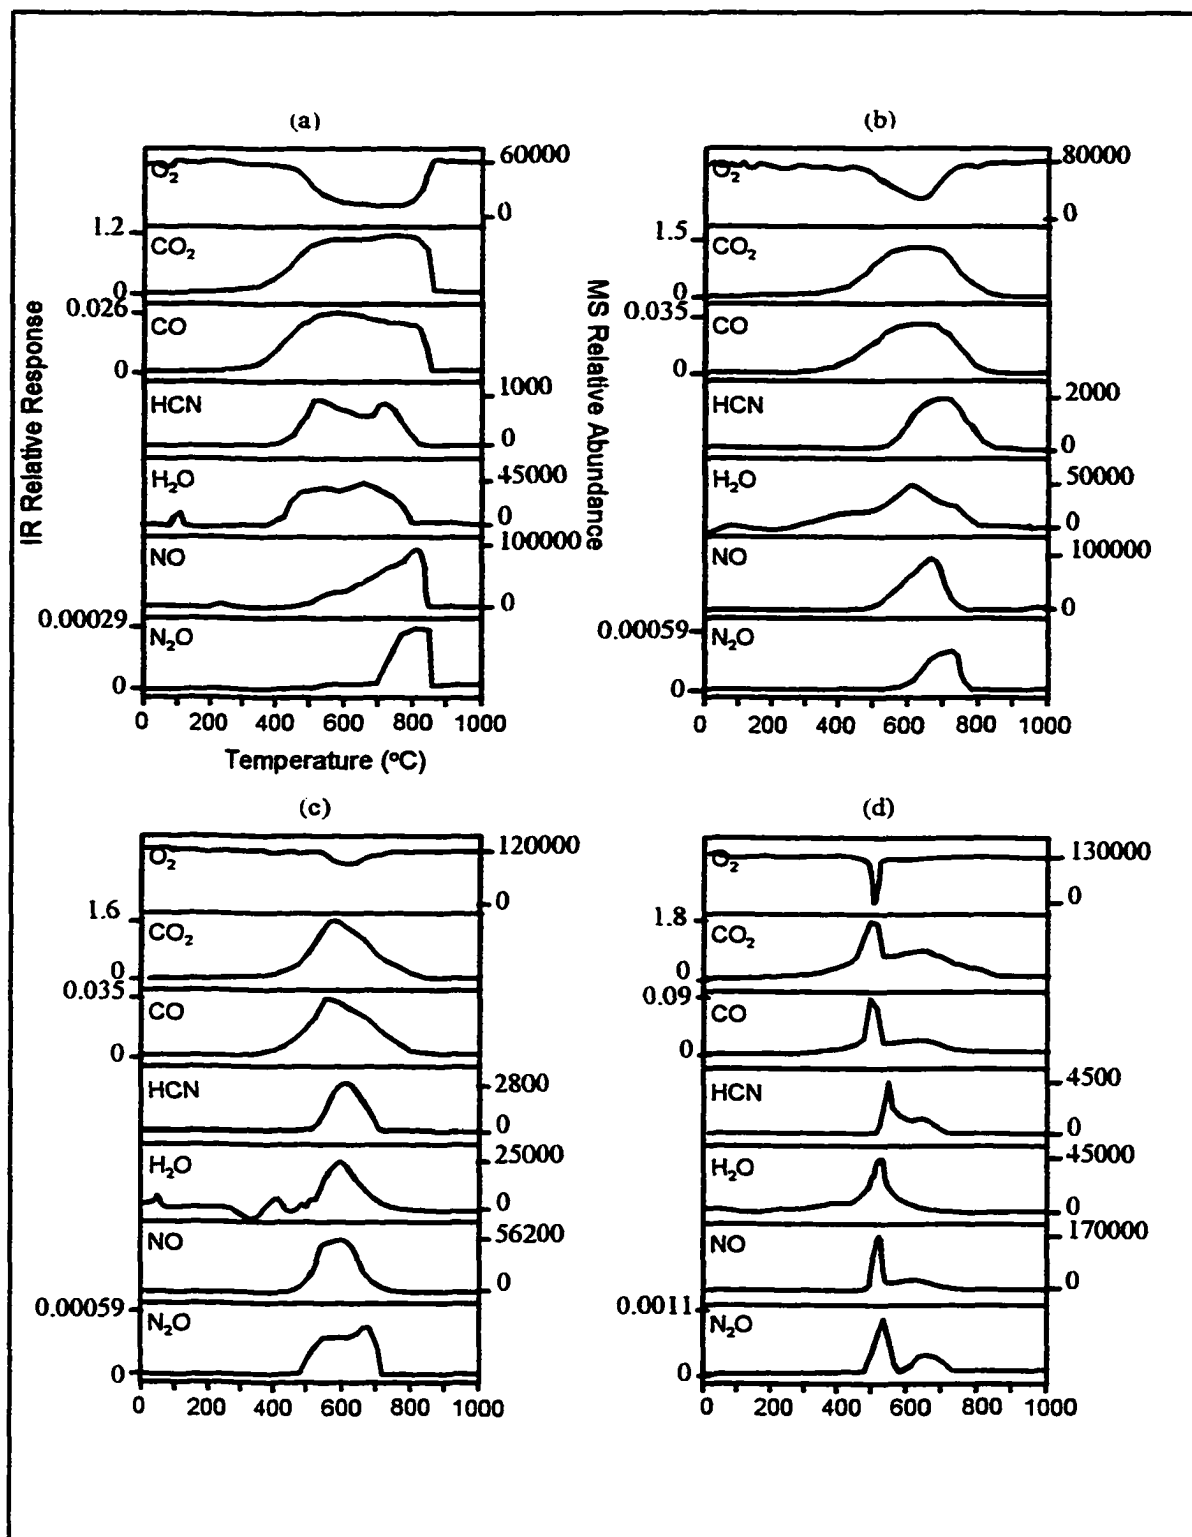 (a)
O₂
60000
0
1.2
CO₂
0
0.026
CO
0
HCN
1000
0
H₂O
45000
0
NO
100000
0
0.00029
N₂O
0
0 200 400 600 800 1000
Temperature (°C)
IR Relative Response
MS Relative Abundance
(b)
O₂
80000
0
1.5
CO₂
0
0.035
CO
0
HCN
2000
0
H₂O
50000
0
NO
100000
0
0.00059
N₂O
0
0 200 400 600 800 1000
(c)
O₂
120000
0
1.6
CO₂
0
0.035
CO
0
HCN
2800
0
H₂O
25000
0
NO
56200
0
0.00059
N₂O
0
0 200 400 600 800 1000
(d)
O₂
130000
0
1.8
CO₂
0
0.09
CO
0
HCN
4500
0
H₂O
45000
0
NO
170000
0
0.0011
N₂O
0
0 200 400 600 800 1000